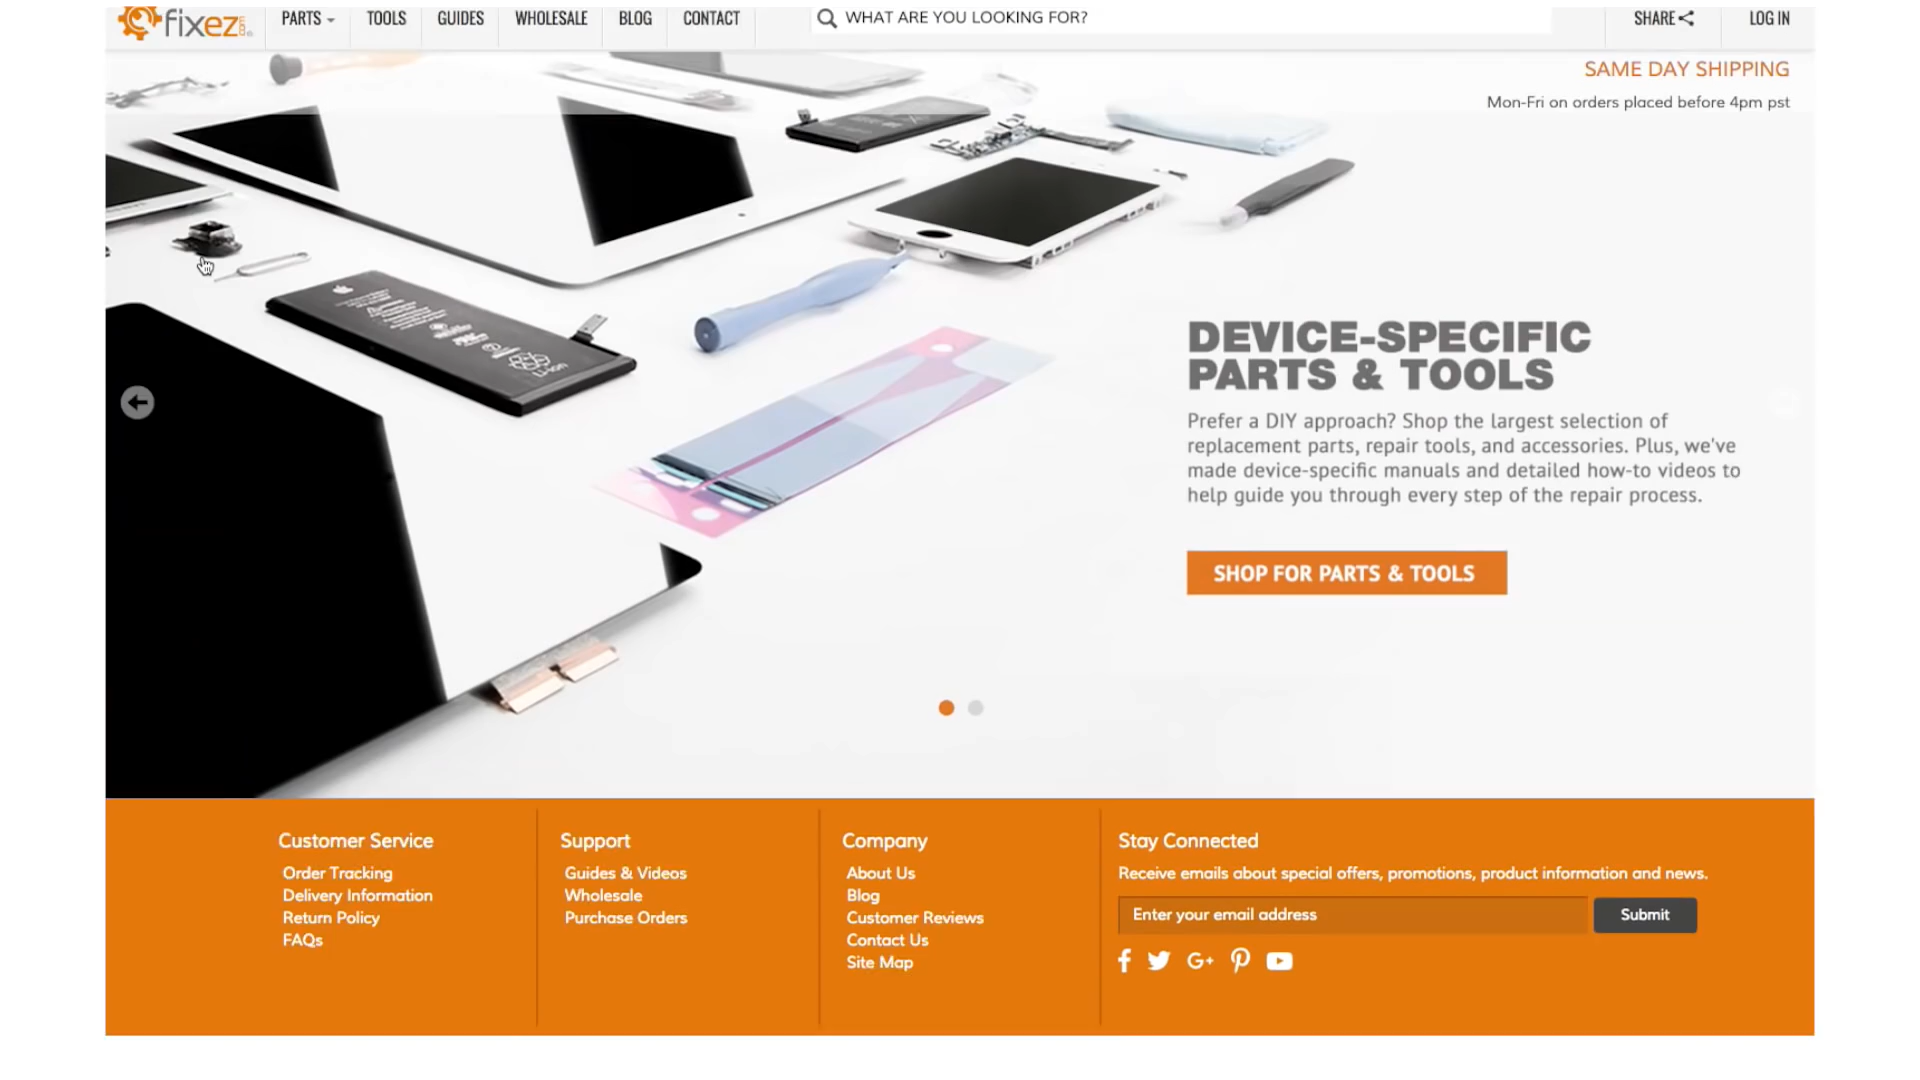 fixez.com
PARTS
TOOLS
GUIDES
WHOLESALE
BLOG
CONTACT
WHAT ARE YOU LOOKING FOR?
SHARE
LOG IN
SAME DAY SHIPPING
Mon-Fri on orders placed before 4pm pst
Li-ion
DEVICE-SPECIFIC
PARTS & TOOLS
Prefer a DIY approach? Shop the largest selection of
replacement parts, repair tools, and accessories. Plus, we've
made device-specific manuals and detailed how-to videos to
help guide you through every step of the repair process.
SHOP FOR PARTS & TOOLS
Customer Service
Order Tracking
Delivery Information
Return Policy
FAQs
Support
Guides & Videos
Wholesale
Purchase Orders
Company
About Us
Blog
Customer Reviews
Contact Us
Site Map
Stay Connected
Receive emails about special offers, promotions, product information and news.
Enter your email address
Submit